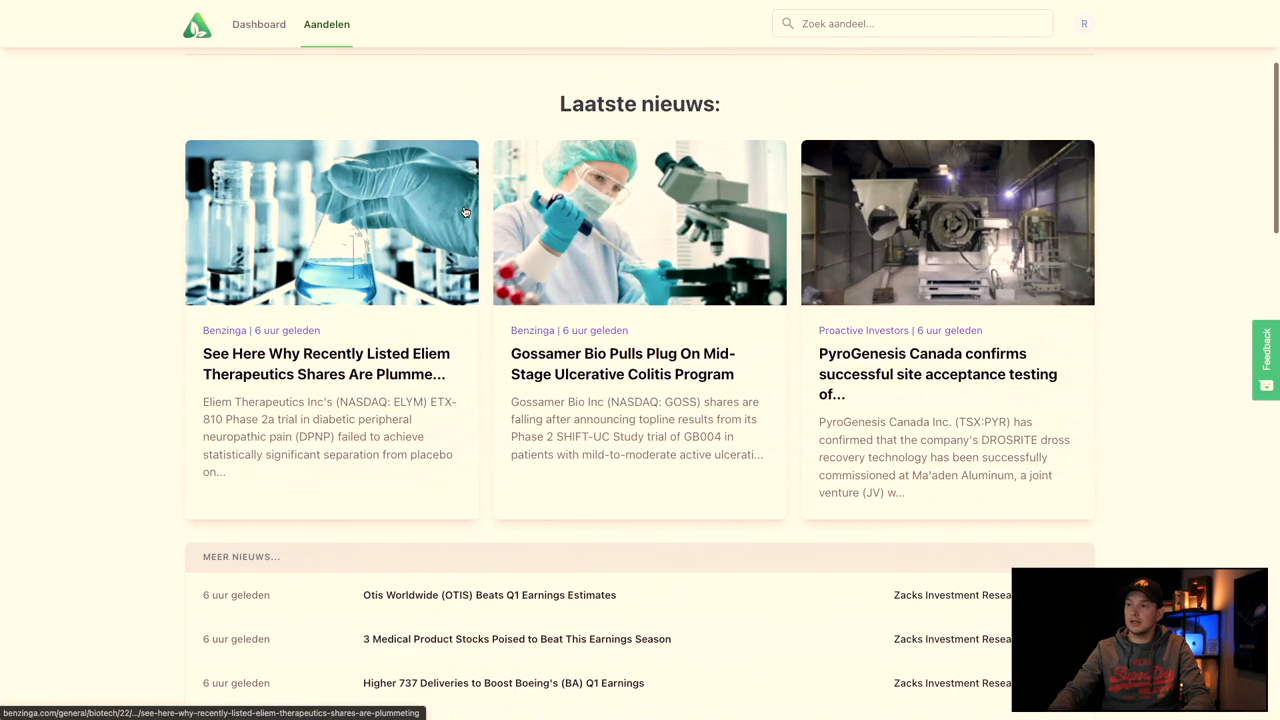 Dashboard
Aandelen
Zoek aandeel...
R
Laatste nieuws:
Benzinga | 6 uur geleden
See Here Why Recently Listed Eliem
Therapeutics Shares Are Plumme...
Eliem Therapeutics Inc's (NASDAQ: ELYM) ETX-
810 Phase 2a trial in diabetic peripheral
neuropathic pain (DPNP) failed to achieve
statistically significant separation from placebo
on...
Benzinga | 6 uur geleden
Gossamer Bio Pulls Plug On Mid-
Stage Ulcerative Colitis Program
Gossamer Bio Inc (NASDAQ: GOSS) shares are
falling after announcing topline results from its
Phase 2 SHIFT-UC Study trial of GB004 in
patients with mild-to-moderate active ulcerati...
Proactive Investors | 6 uur geleden
PyroGenesis Canada confirms
successful site acceptance testing
of...
PyroGenesis Canada Inc. (TSX:PYR) has
confirmed that the company's DROSRITE dross
recovery technology has been successfully
commissioned at Ma'aden Aluminum, a joint
venture (JV) w...
Feedback
MEER NIEUWS...
6 uur geleden Otis Worldwide (OTIS) Beats Q1 Earnings Estimates Zacks Investment Resea
6 uur geleden 3 Medical Product Stocks Poised to Beat This Earnings Season Zacks Investment Resea
6 uur geleden Higher 737 Deliveries to Boost Boeing's (BA) Q1 Earnings Zacks Investment Resea
benzinga.com/general/biotech/22/.../see-here-why-recently-listed-eliem-therapeutics-shares-are-plummeting